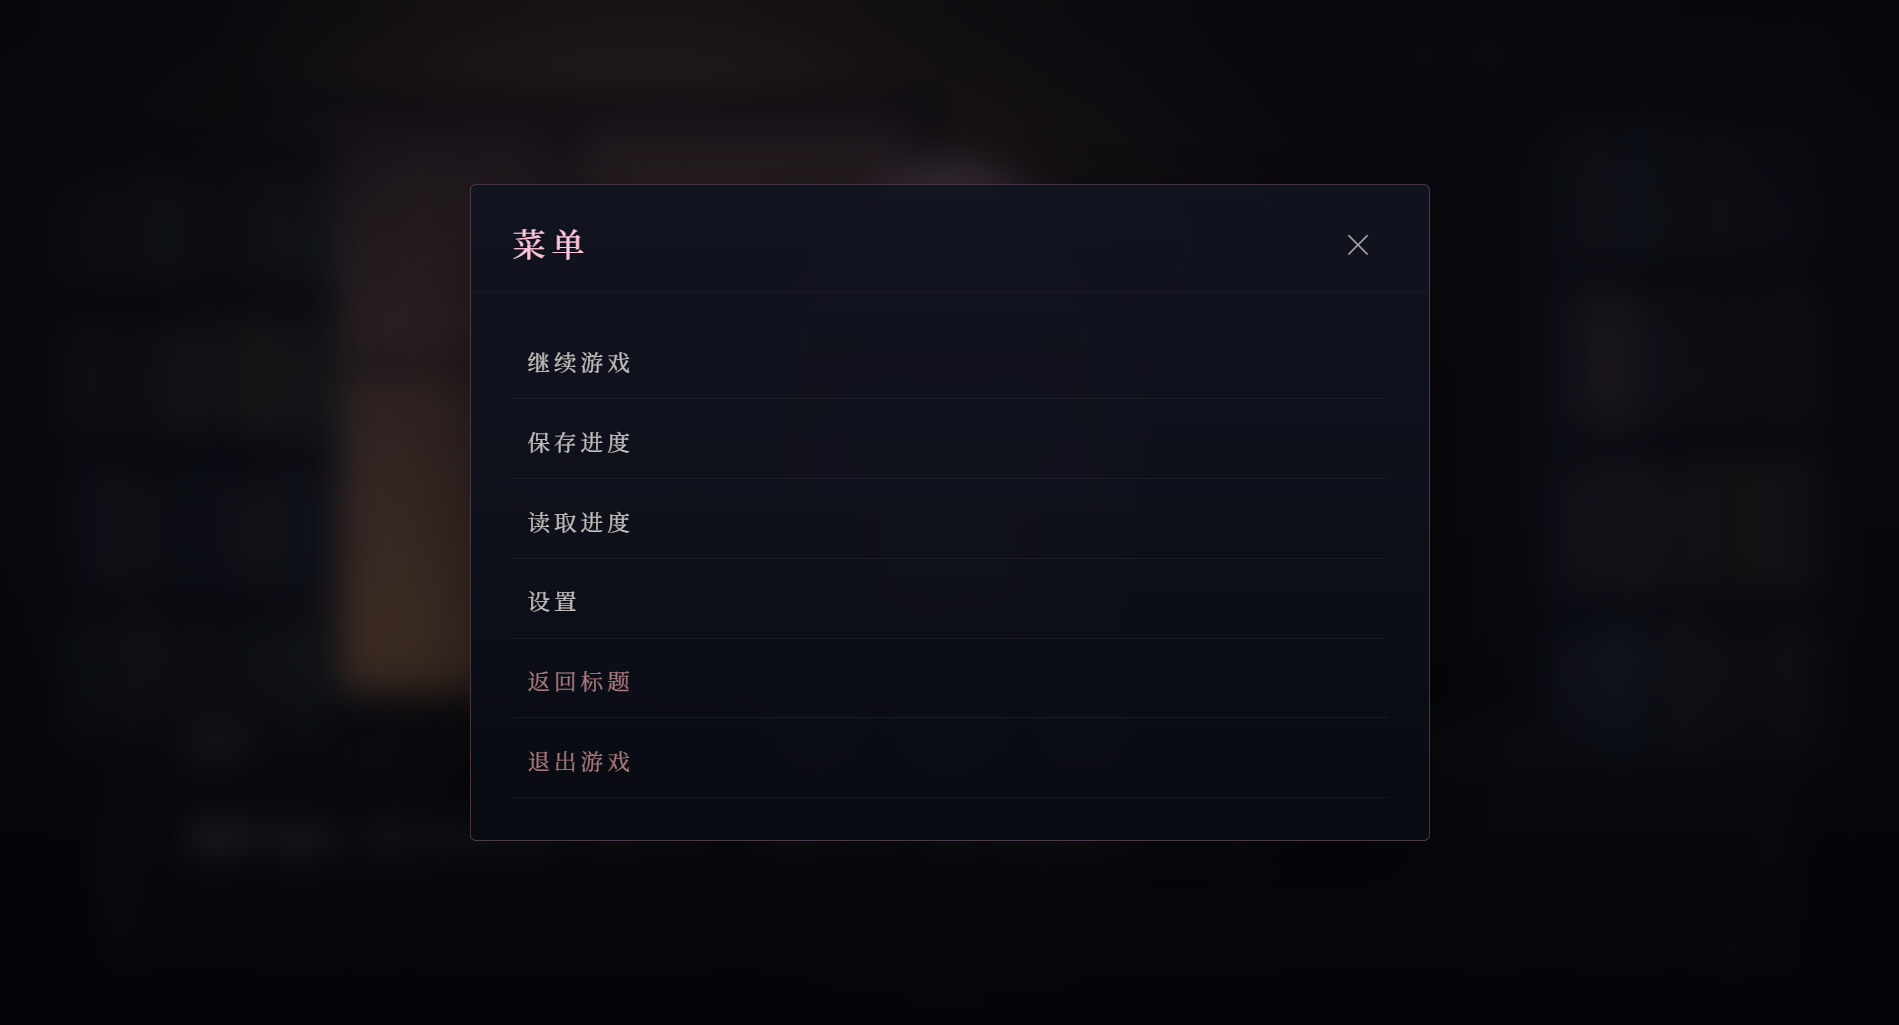 菜单
继续游戏
保存进度
读取进度
设置
返回标题
退出游戏